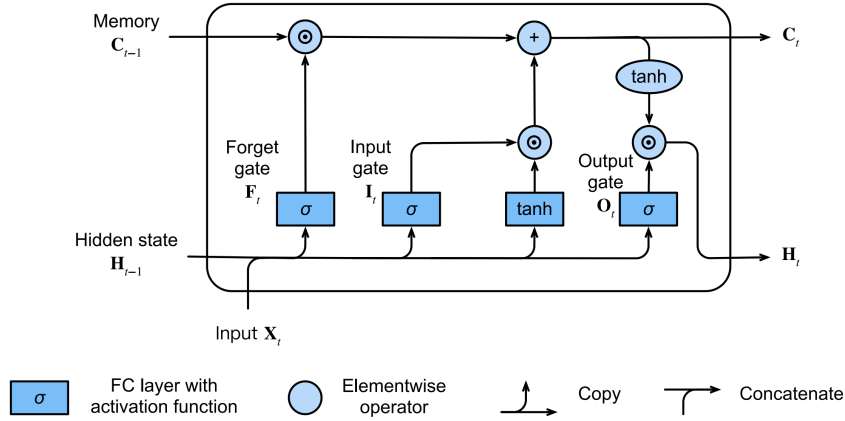 Memory
C_{t-1}
⊙
+
C_t
tanh
Forget
gate
F_t
Input
gate
I_t
⊙
Output
gate
O_t
⊙
σ
σ
tanh
σ
Hidden state
H_{t-1}
H_t
Input X_t
σ
FC layer with
activation function
Elementwise
operator
Copy
Concatenate